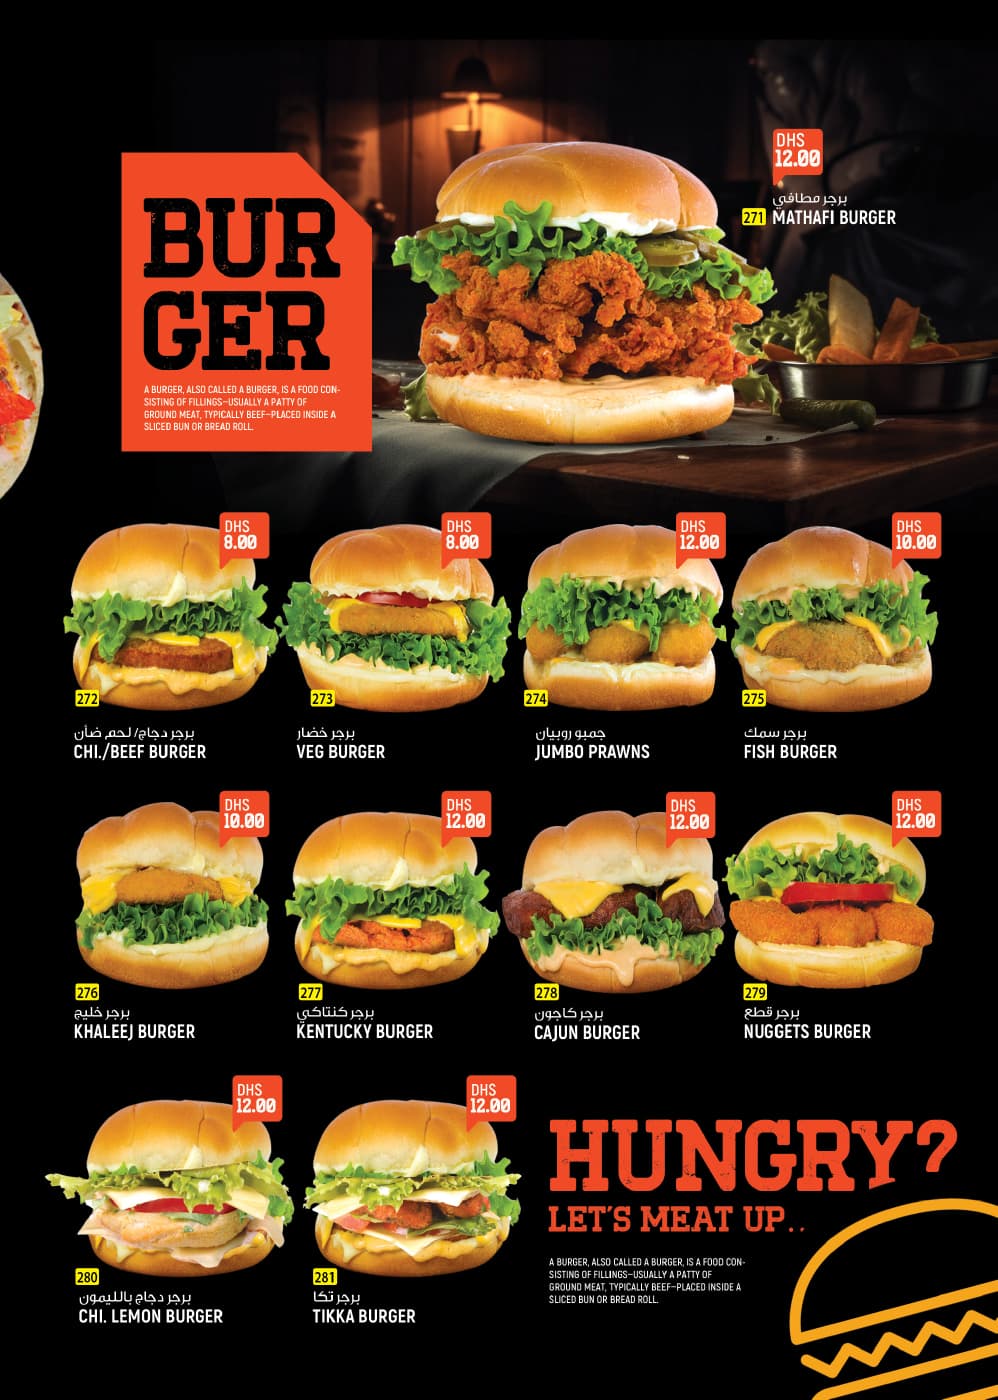 BUR
GER
A BURGER, ALSO CALLED A BURGER, IS A FOOD CON-
SISTING OF FILLINGS—USUALLY A PATTY OF
GROUND MEAT, TYPICALLY BEEF—PLACED INSIDE A
SLICED BUN OR BREAD ROLL.
DHS
12.00
برجر مطافي
271 MATHAFI BURGER
DHS
8.00
272
برجر دجاج/ لحم ضأن
CHI./BEEF BURGER
DHS
8.00
273
برجر خضار
VEG BURGER
DHS
12.00
274
جمبو روبيان
JUMBO PRAWNS
DHS
10.00
275
برجر سمك
FISH BURGER
DHS
10.00
276
برجر خليج
KHALEEJ BURGER
DHS
12.00
277
برجر كنتاكي
KENTUCKY BURGER
DHS
12.00
278
برجر كاجون
CAJUN BURGER
DHS
12.00
279
برجر قطع
NUGGETS BURGER
DHS
12.00
280
برجر دجاج بالليمون
CHI. LEMON BURGER
DHS
12.00
281
برجر تكا
TIKKA BURGER
HUNGRY?
LET'S MEAT UP..
A BURGER, ALSO CALLED A BURGER, IS A FOOD CON-
SISTING OF FILLINGS—USUALLY A PATTY OF
GROUND MEAT, TYPICALLY BEEF—PLACED INSIDE A
SLICED BUN OR BREAD ROLL.